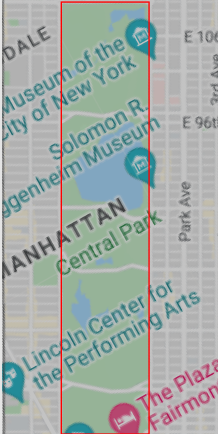 DALE
E 106
Museum of the
City of New York
3rd Ave
Solomon R.
ggenheim Museum
E 96th
Park Ave
MANHATTAN
Central Park
Lincoln Center for
the Performing Arts
The Plaza
Fairmon